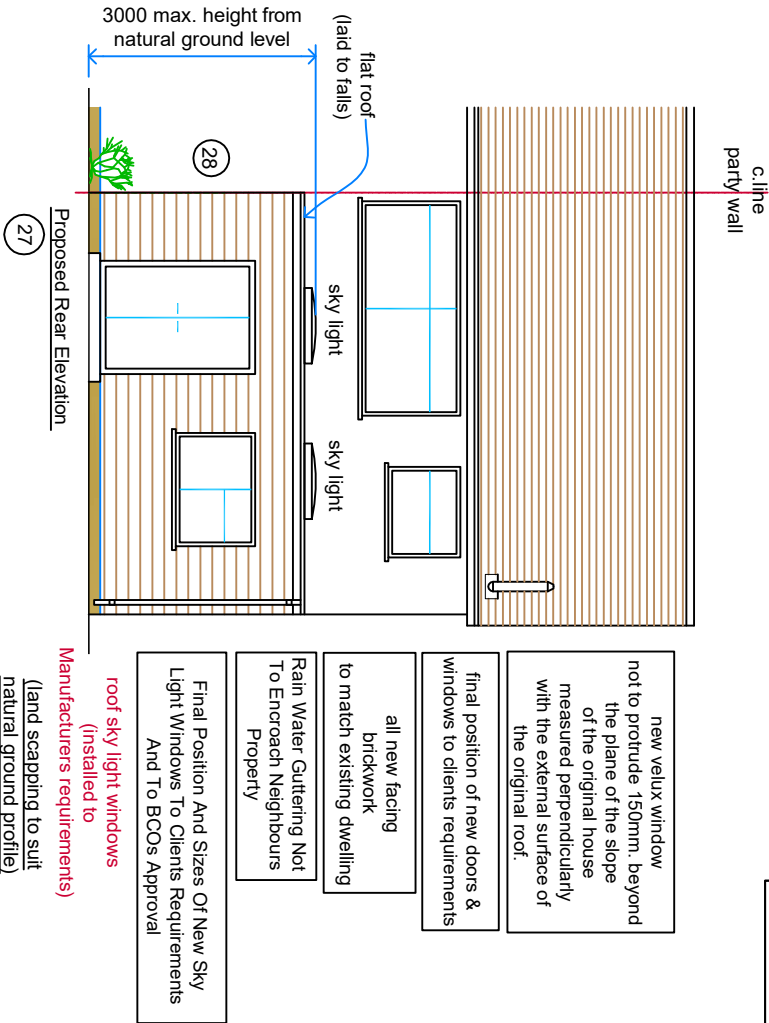 3000 max. height from
natural ground level
flat roof
(laid to falls)
c.line
party wall
28
sky light
sky light
27
Proposed Rear Elevation
new velux window
not to protrude 150mm. beyond
the plane of the slope
of the original house
measured perpendicularly
with the external surface of
the original roof.
final position of new doors &
windows to clients requirements
all new facing
brickwork
to match existing dwelling
Rain Water Guttering Not
To Encroach Neighbours
Property
Final Position And Sizes Of New Sky
Light Windows To Clients Requirements
And To BCOs Approval
roof sky light windows
(installed to
Manufacturers requirements)
(land scapping to suit
natural ground profile)